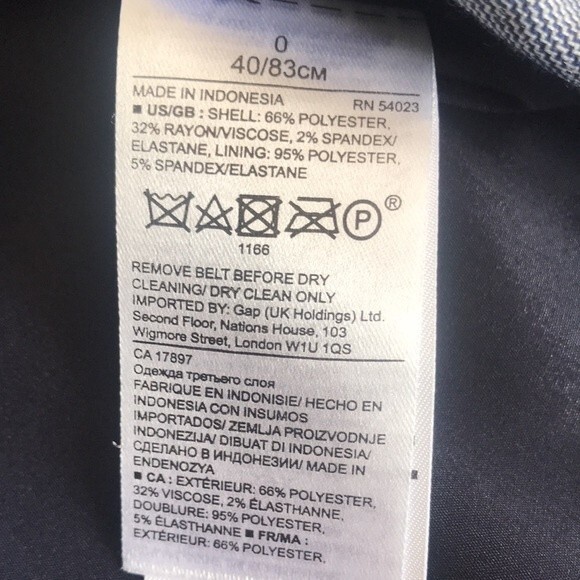 0
40/83CM
MADE IN INDONESIA RN 54023
■ US/GB : SHELL: 66% POLYESTER,
32% RAYON/VISCOSE, 2% SPANDEX/
ELASTANE, LINING: 95% POLYESTER,
5% SPANDEX/ELASTANE
P®
1166
REMOVE BELT BEFORE DRY
CLEANING/ DRY CLEAN ONLY
IMPORTED BY: Gap (UK Holdings) Ltd.
Second Floor, Nations House, 103
Wigmore Street, London W1U 1QS
CA 17897
Одежда третьего слоя
FABRIQUE EN INDONISIE/ HECHO EN
INDONESIA CON INSUMOS
IMPORTADOS/ ZEMLJA PROIZVODNJE
INDONEZIJA/ DIBUAT DI INDONESIA/
СДЕЛАНО В ИНДОНЕЗИИ/ MADE IN
ENDENOZYA
■ CA : EXTÉRIEUR: 66% POLYESTER,
32% VISCOSE, 2% ÉLASTHANNE,
DOUBLURE: 95% POLYESTER,
5% ÉLASTHANNE ■ FR/MA :
EXTÉRIEUR: 66% POLYESTER,